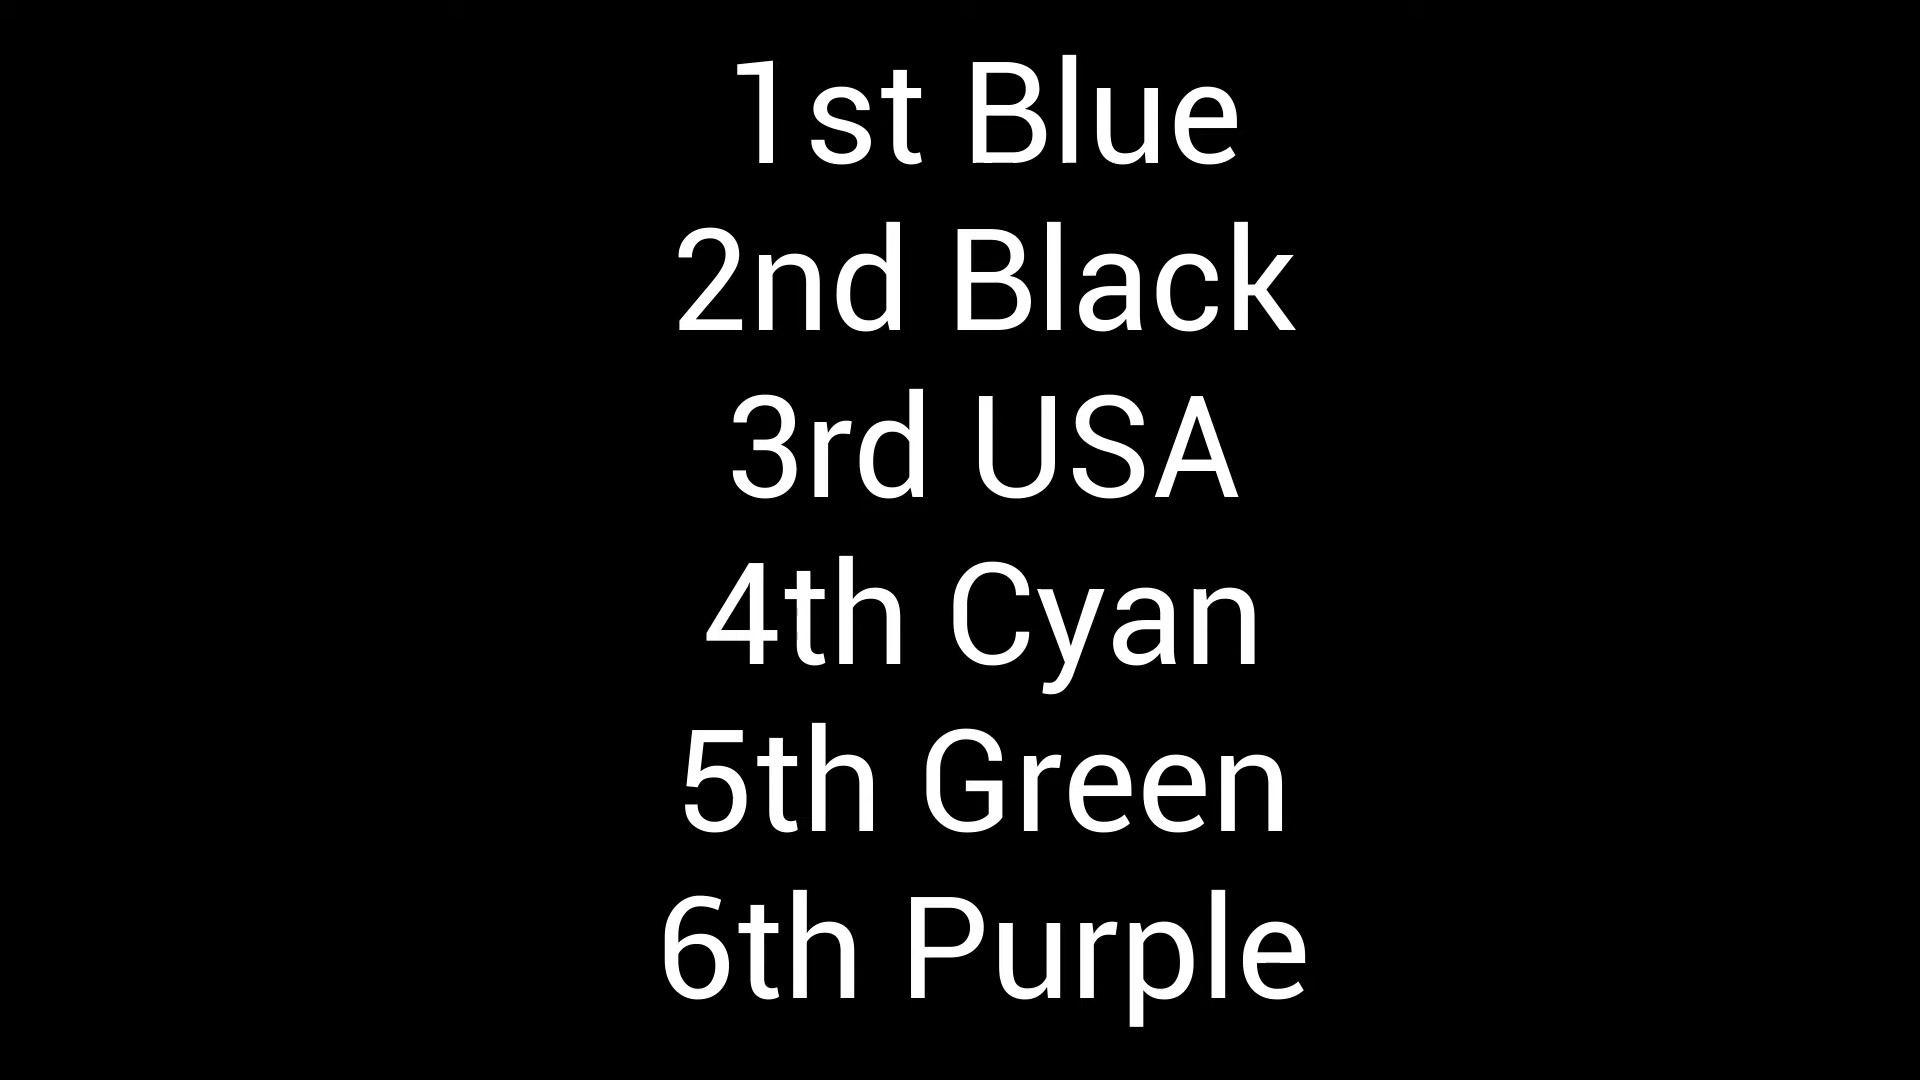 1st Blue
2nd Black
3rd USA
4th Cyan
5th Green
6th Purple